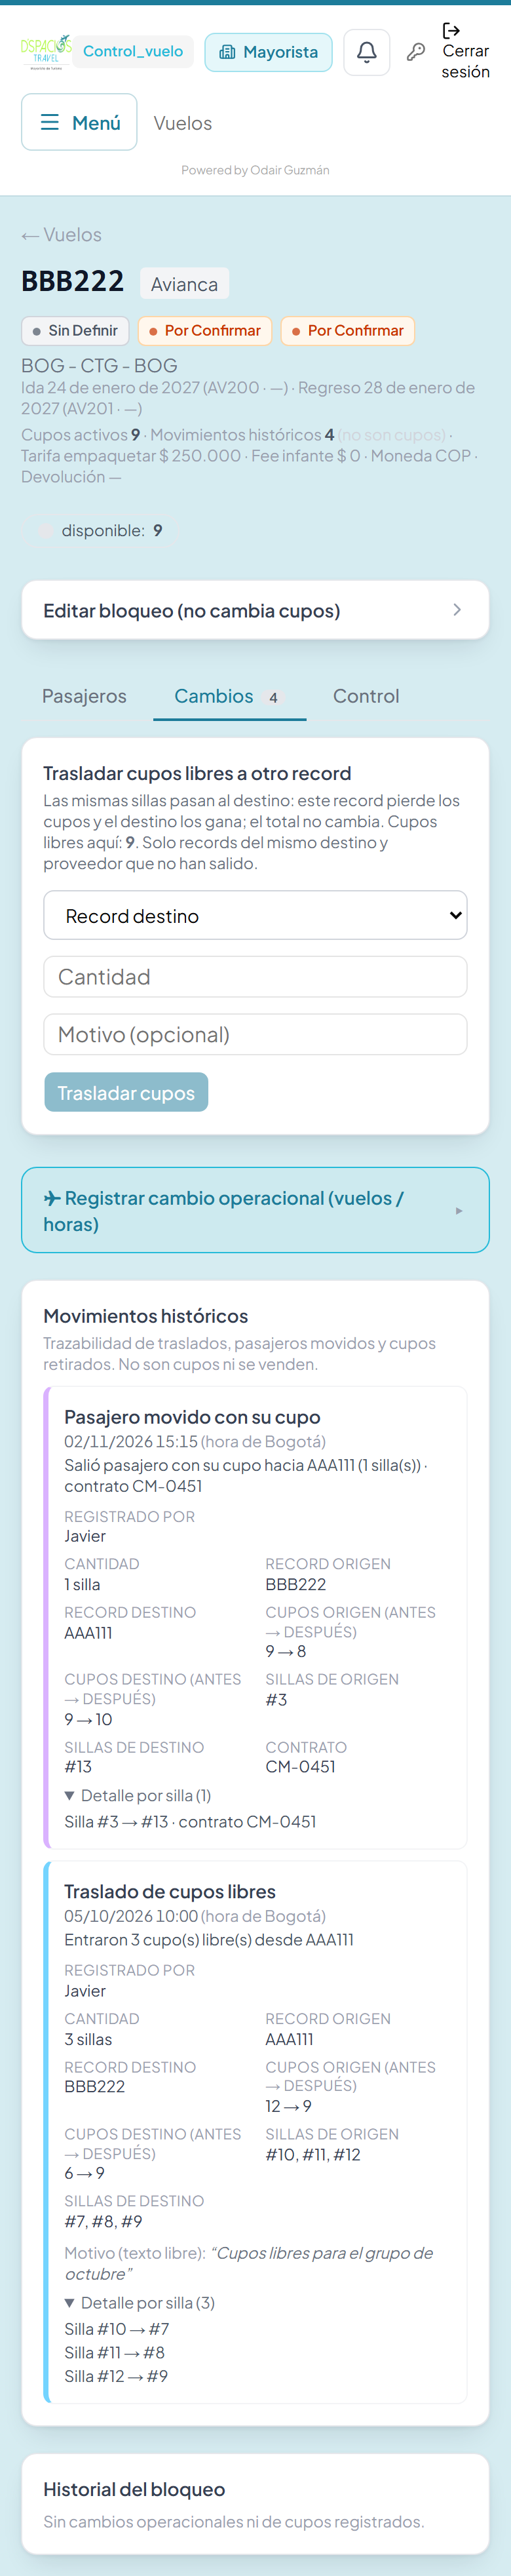 D'SPACIOS
TRAVEL
Mayorista de Turismo
Control_vuelo
Mayorista
Cerrar
sesión
Menú
Vuelos
Powered by Odair Guzmán
← Vuelos
BBB222 Avianca
Sin Definir
Por Confirmar
Por Confirmar
BOG - CTG - BOG
Ida 24 de enero de 2027 (AV200 · —) · Regreso 28 de enero de
2027 (AV201 · —)
Cupos activos 9 · Movimientos históricos 4 (no son cupos) ·
Tarifa empaquetar $ 250.000 · Fee infante $ 0 · Moneda COP ·
Devolución —
disponible: 9
Editar bloqueo (no cambia cupos)
Pasajeros Cambios 4 Control
Trasladar cupos libres a otro record
Las mismas sillas pasan al destino: este record pierde los
cupos y el destino los gana; el total no cambia. Cupos
libres aquí: 9. Solo records del mismo destino y
proveedor que no han salido.
Record destino
Cantidad
Motivo (opcional)
Trasladar cupos
✈ Registrar cambio operacional (vuelos /
horas)
Movimientos históricos
Trazabilidad de traslados, pasajeros movidos y cupos
retirados. No son cupos ni se venden.
Pasajero movido con su cupo
02/11/2026 15:15 (hora de Bogotá)
Salió pasajero con su cupo hacia AAA111 (1 silla(s)) ·
contrato CM-0451
REGISTRADO POR
Javier
CANTIDAD
1 silla
RECORD ORIGEN
BBB222
RECORD DESTINO
AAA111
CUPOS ORIGEN (ANTES
→ DESPUÉS)
9 → 8
CUPOS DESTINO (ANTES
→ DESPUÉS)
9 → 10
SILLAS DE ORIGEN
#3
SILLAS DE DESTINO
#13
CONTRATO
CM-0451
▼ Detalle por silla (1)
Silla #3 → #13 · contrato CM-0451
Traslado de cupos libres
05/10/2026 10:00 (hora de Bogotá)
Entraron 3 cupo(s) libre(s) desde AAA111
REGISTRADO POR
Javier
CANTIDAD
3 sillas
RECORD ORIGEN
AAA111
RECORD DESTINO
BBB222
CUPOS ORIGEN (ANTES
→ DESPUÉS)
12 → 9
CUPOS DESTINO (ANTES
→ DESPUÉS)
6 → 9
SILLAS DE ORIGEN
#10, #11, #12
SILLAS DE DESTINO
#7, #8, #9
Motivo (texto libre): “Cupos libres para el grupo de
octubre”
▼ Detalle por silla (3)
Silla #10 → #7
Silla #11 → #8
Silla #12 → #9
Historial del bloqueo
Sin cambios operacionales ni de cupos registrados.